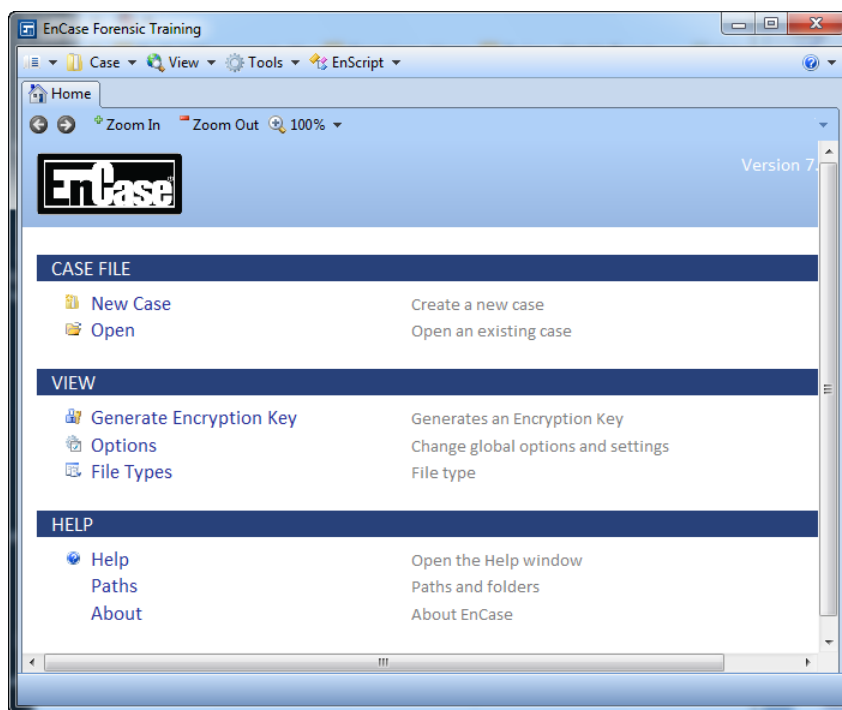 EnCase Forensic Training
Case View Tools EnScript
Home
Zoom In Zoom Out 100%
EnCase®
Version 7.
CASE FILE
New Case Create a new case
Open Open an existing case
VIEW
Generate Encryption Key Generates an Encryption Key
Options Change global options and settings
File Types File type
HELP
Help Open the Help window
Paths Paths and folders
About About EnCase